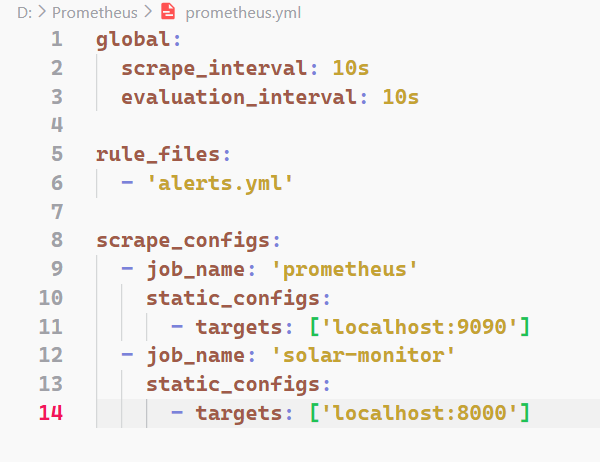 D: > Prometheus > prometheus.yml
1 global:
2   scrape_interval: 10s
3   evaluation_interval: 10s
4
5 rule_files:
6   - 'alerts.yml'
7
8 scrape_configs:
9   - job_name: 'prometheus'
10     static_configs:
11       - targets: ['localhost:9090']
12   - job_name: 'solar-monitor'
13     static_configs:
14       - targets: ['localhost:8000']